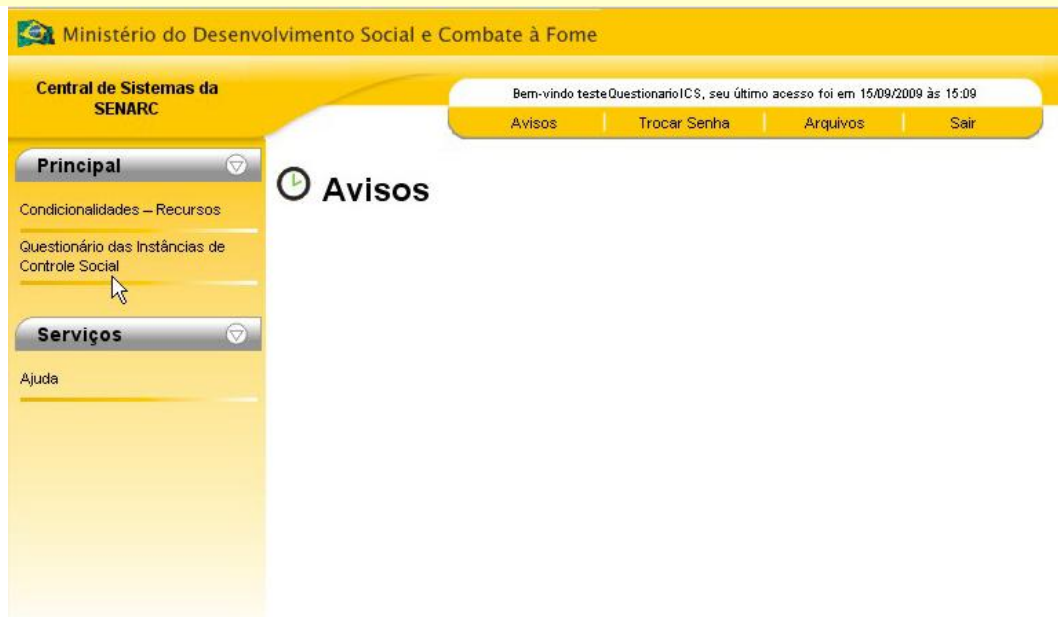 Ministério do Desenvolvimento Social e Combate à Fome
Central de Sistemas da
SENARC
Bem-vindo testeQuestionarioICS, seu último acesso foi em 15/09/2009 às 15:09
Avisos Trocar Senha Arquivos Sair
Principal
Condicionalidades – Recursos
Questionário das Instâncias de
Controle Social
Serviços
Ajuda
Avisos